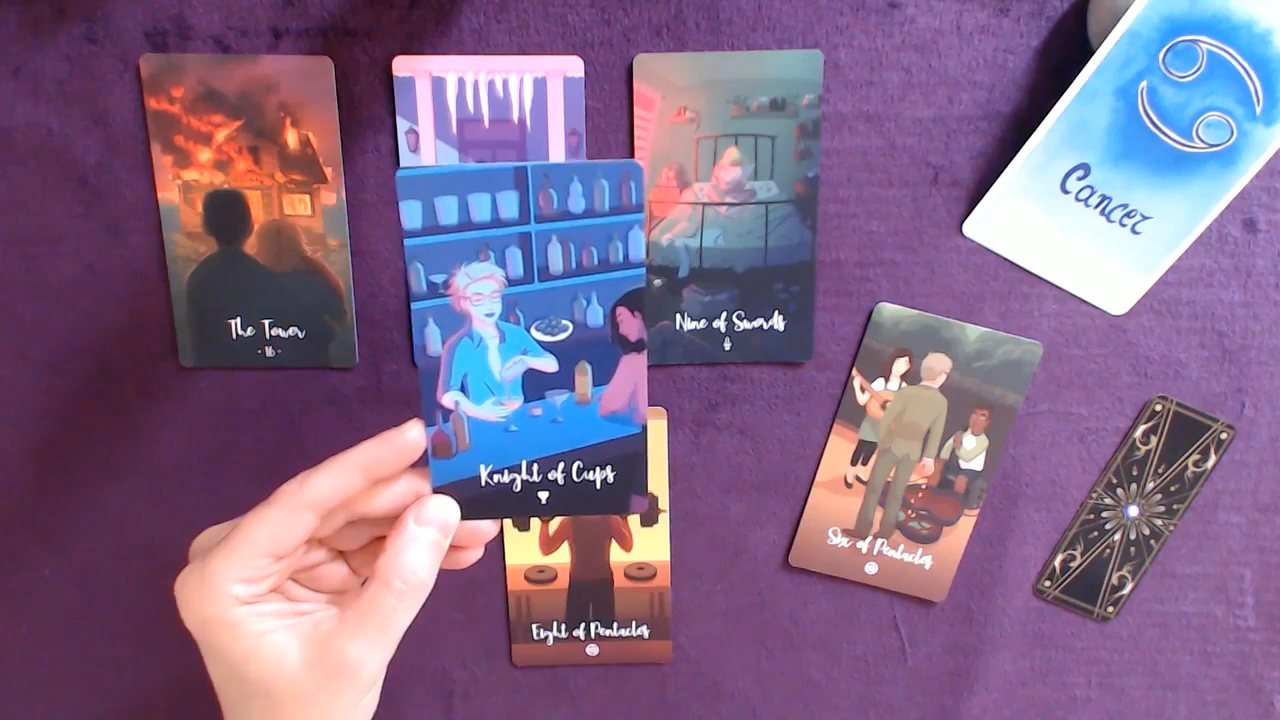 The Tower
- 16 -
Nine of Swords
Cancer
Knight of Cups
Six of Pentacles
Eight of Pentacles